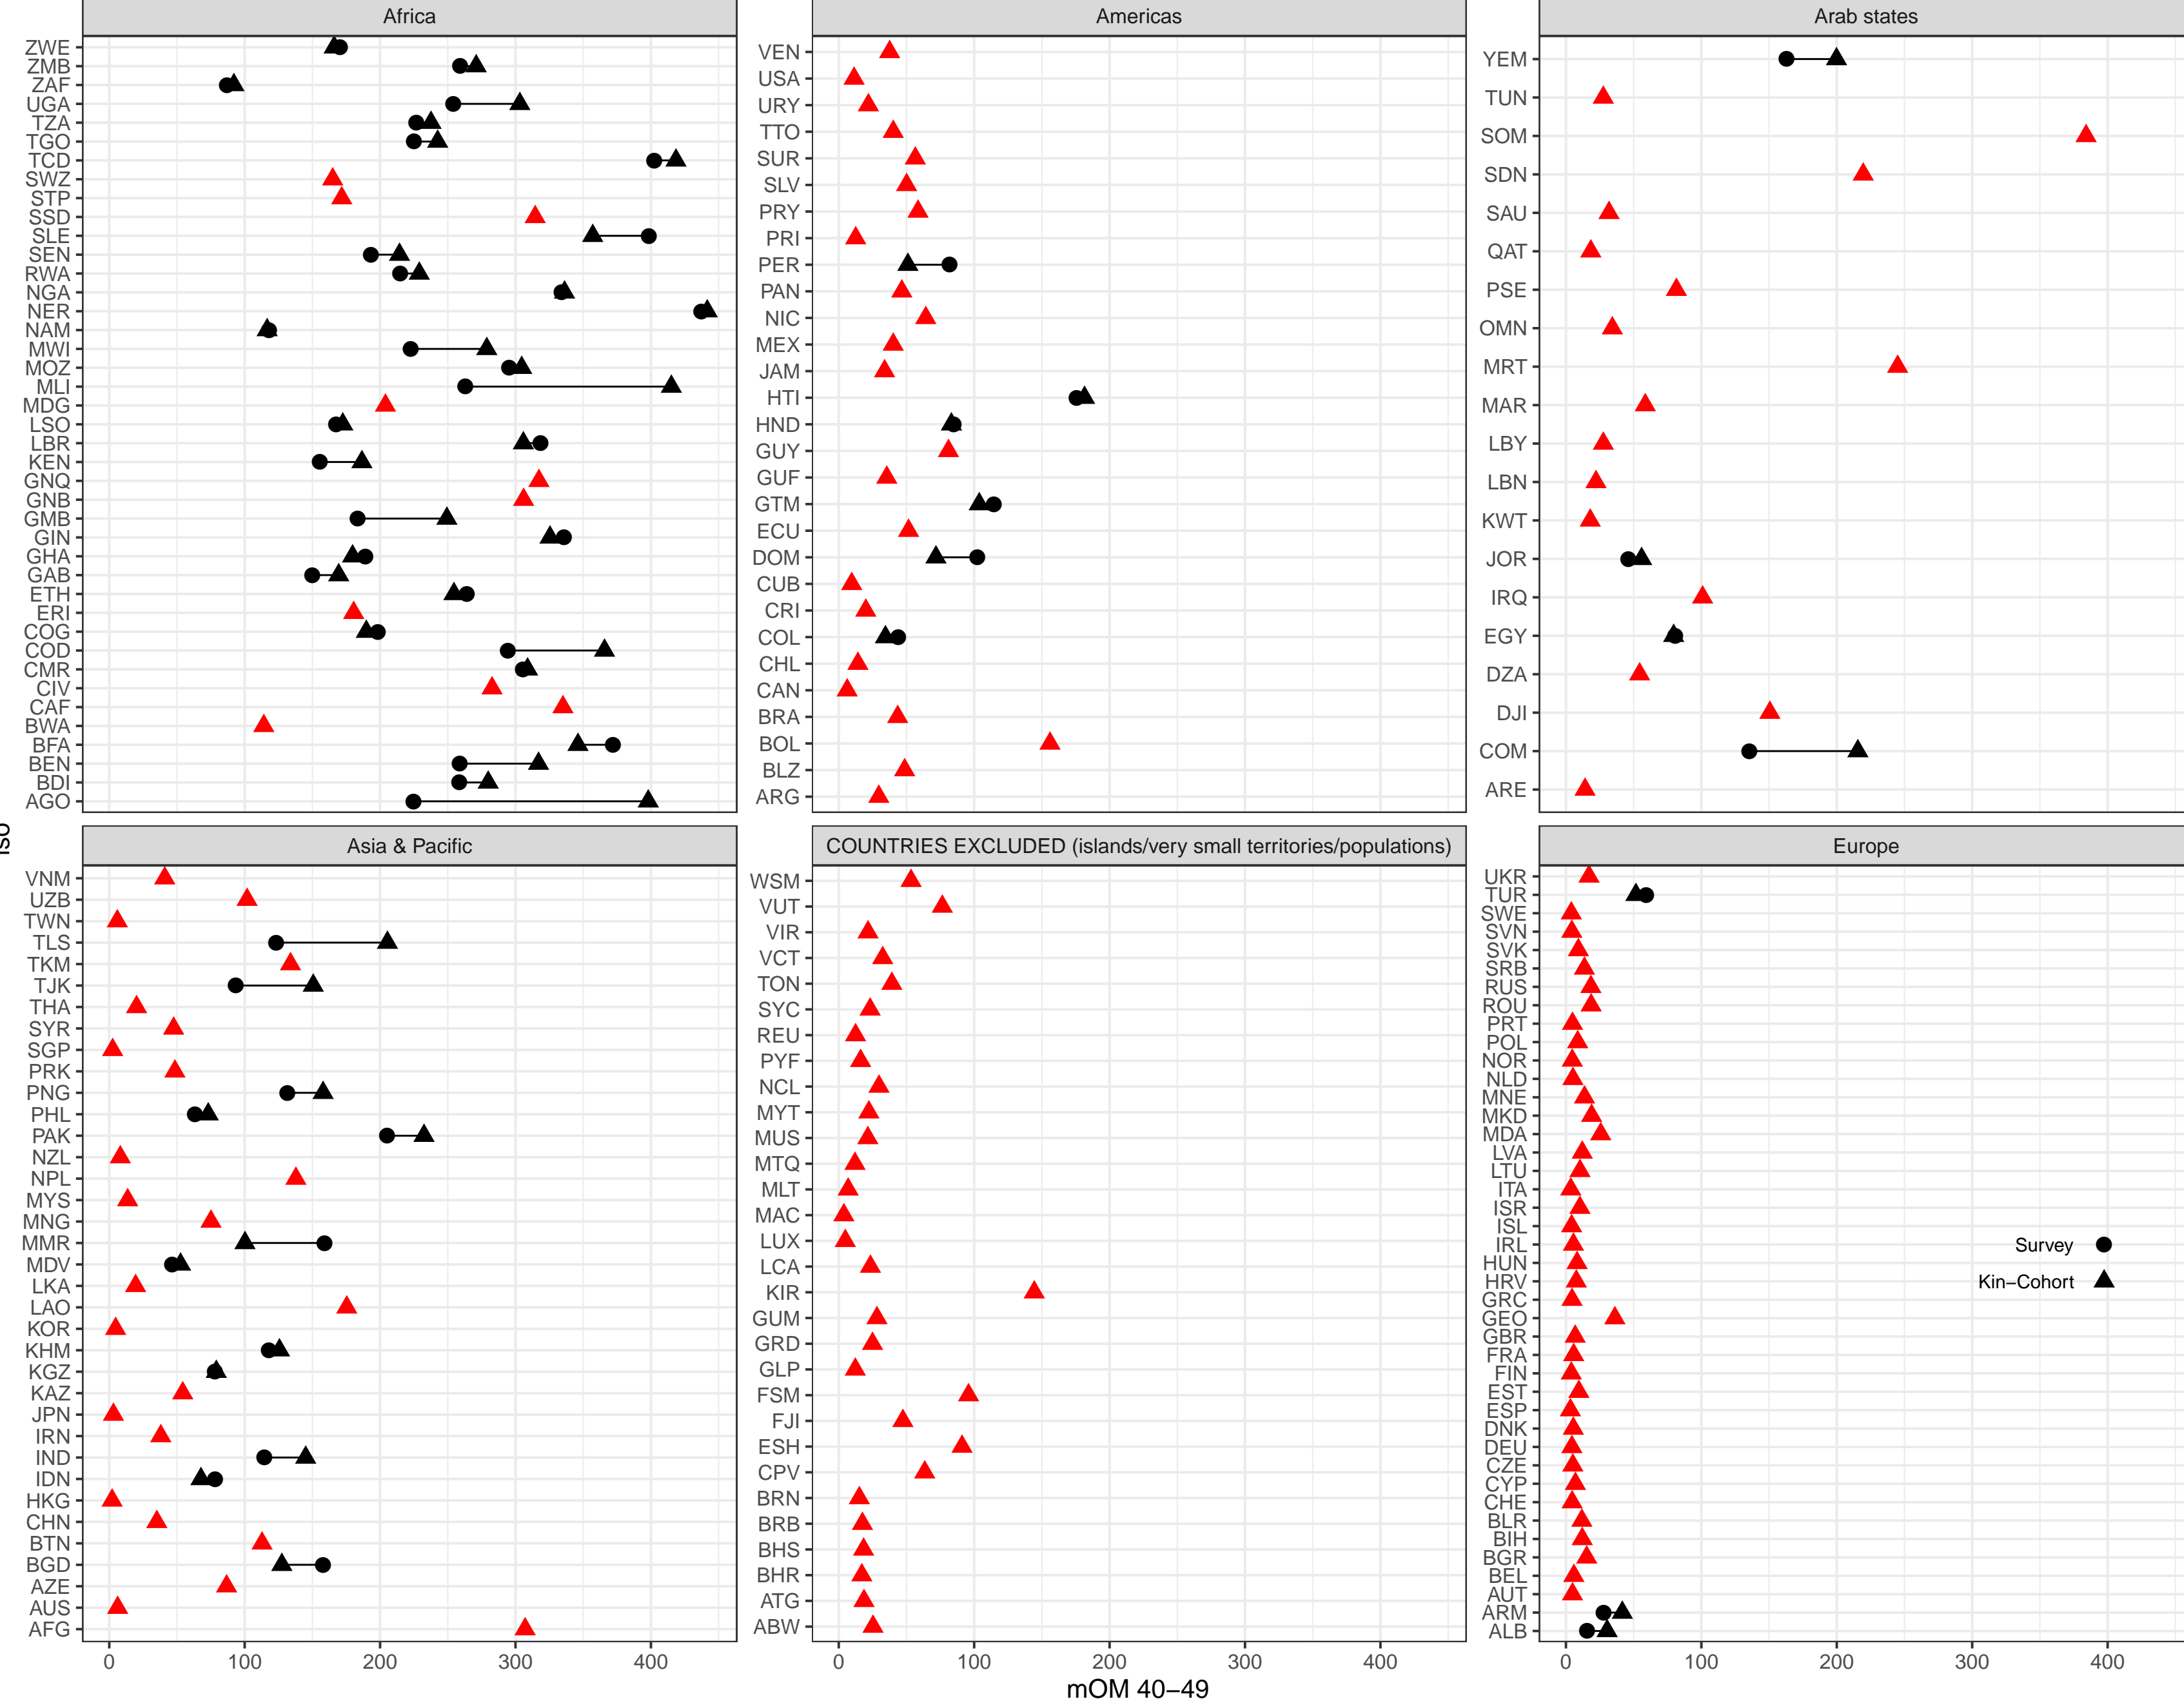 Africa
ZWE
ZMB
ZAF
UGA
TZA
TGO
TCD
SWZ
STP
SSD
SLE
SEN
RWA
NGA
NER
NAM
MWI
MOZ
MLI
MDG
LSO
LBR
KEN
GNQ
GNB
GMB
GIN
GHA
GAB
ETH
ERI
COG
COD
CMR
CIV
CAF
BWA
BFA
BEN
BDI
AGO
Americas
VEN
USA
URY
TTO
SUR
SLV
PRY
PRI
PER
PAN
NIC
MEX
JAM
HTI
HND
GUY
GUF
GTM
ECU
DOM
CUB
CRI
COL
CHL
CAN
BRA
BOL
BLZ
ARG
Arab states
YEM
TUN
SOM
SDN
SAU
QAT
PSE
OMN
MRT
MAR
LBY
LBN
KWT
JOR
IRQ
EGY
DZA
DJI
COM
ARE
iso
Asia & Pacific
VNM
UZB
TWN
TLS
TKM
TJK
THA
SYR
SGP
PRK
PNG
PHL
PAK
NZL
NPL
MYS
MNG
MMR
MDV
LKA
LAO
KOR
KHM
KGZ
KAZ
JPN
IRN
IND
IDN
HKG
CHN
BTN
BGD
AZE
AUS
AFG
0 100 200 300 400
COUNTRIES EXCLUDED (islands/very small territories/populations)
WSM
VUT
VIR
VCT
TON
SYC
REU
PYF
NCL
MYT
MUS
MTQ
MLT
MAC
LUX
LCA
KIR
GUM
GRD
GLP
FSM
FJI
ESH
CPV
BRN
BRB
BHS
BHR
ATG
ABW
0 100 200 300 400
Europe
UKR
TUR
SWE
SVN
SVK
SRB
RUS
ROU
PRT
POL
NOR
NLD
MNE
MKD
MDA
LVA
LTU
ITA
ISR
ISL
IRL
HUN
HRV
GRC
GEO
GBR
FRA
FIN
EST
ESP
DNK
DEU
CZE
CYP
CHE
BLR
BIH
BGR
BEL
AUT
ARM
ALB
Survey
Kin–Cohort
0 100 200 300 400
mOM 40–49